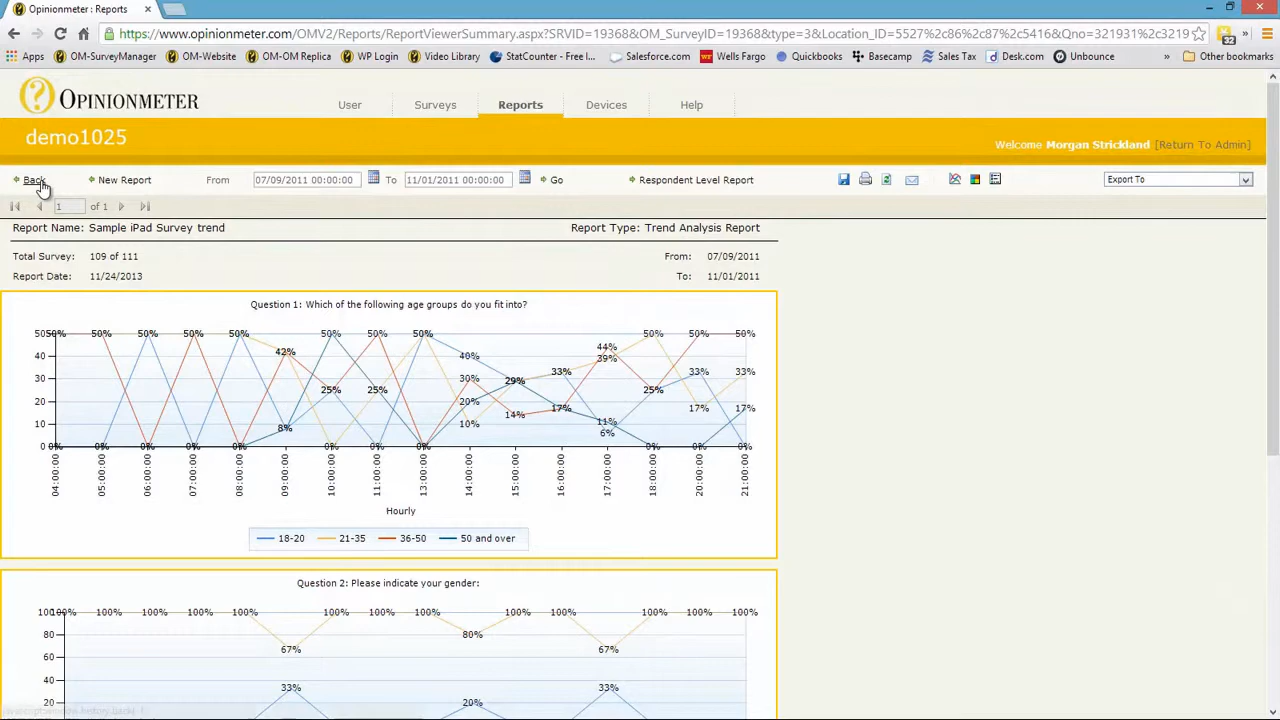 Opinionmeter : Reports
https://www.opinionmeter.com/OMV2/Reports/ReportViewerSummary.aspx?SRID=19368&OM_SurveyID=19368&type=3&Location_ID=5527%2c86%2c87%2c5416&Qno=321931%2c3219
Apps OM-SurveyManager OM-Website OM-OM Replica WP Login Video Library StatCounter - Free I... Salesforce.com Wells Fargo Quickbooks Basecamp Sales Tax Desk.com Unbounce » Other bookmarks
OPINIONMETER User Surveys Reports Devices Help
demo1025
Welcome Morgan Strickland [Return To Admin]
Back New Report From 07/09/2011 00:00:00 To 11/01/2011 00:00:00 Go Respondent Level Report Export To
1 of 1
Report Name: Sample iPad Survey trend Report Type: Trend Analysis Report
Total Survey: 109 of 111 From: 07/09/2011
Report Date: 11/24/2013 To: 11/01/2011
Question 1: Which of the following age groups do you fit into?
50 50% 50% 50% 50% 50% 50% 50% 50% 50% 50% 50%
44%
42% 40% 39%
40
33% 33% 33%
30 30% 29%
25% 25% 25%
20 20% 17% 17% 17%
14%
10 10% 11%
8% 6%
0 0% 0% 0% 0% 0% 0% 0% 0% 0% 0% 0%
04:00:00 05:00:00 06:00:00 07:00:00 08:00:00 09:00:00 10:00:00 11:00:00 13:00:00 14:00:00 15:00:00 16:00:00 17:00:00 18:00:00 20:00:00 21:00:00
Hourly
18-20 21-35 36-50 50 and over
Question 2: Please indicate your gender:
100 100% 100% 100% 100% 100% 100% 100% 100% 100% 100% 100% 100% 100%
80 80%
67% 67%
60
40
33% 33%
20 20%